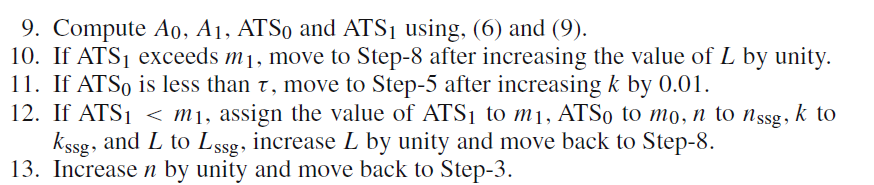 9. Compute A0, A1, ATS0 and ATS1 using, (6) and (9).
10. If ATS1 exceeds m1, move to Step-8 after increasing the value of L by unity.
11. If ATS0 is less than τ, move to Step-5 after increasing k by 0.01.
12. If ATS1 < m1, assign the value of ATS1 to m1, ATS0 to m0, n to nssg, k to
kssg, and L to Lssg, increase L by unity and move back to Step-8.
13. Increase n by unity and move back to Step-3.